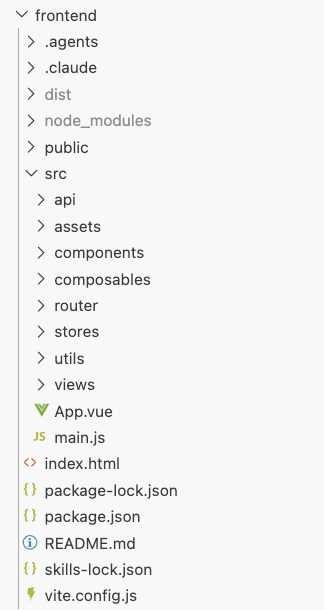 frontend
.agents
.claude
dist
node_modules
public
src
api
assets
components
composables
router
stores
utils
views
App.vue
JS main.js
<> index.html
{} package-lock.json
{} package.json
README.md
{} skills-lock.json
vite.config.js